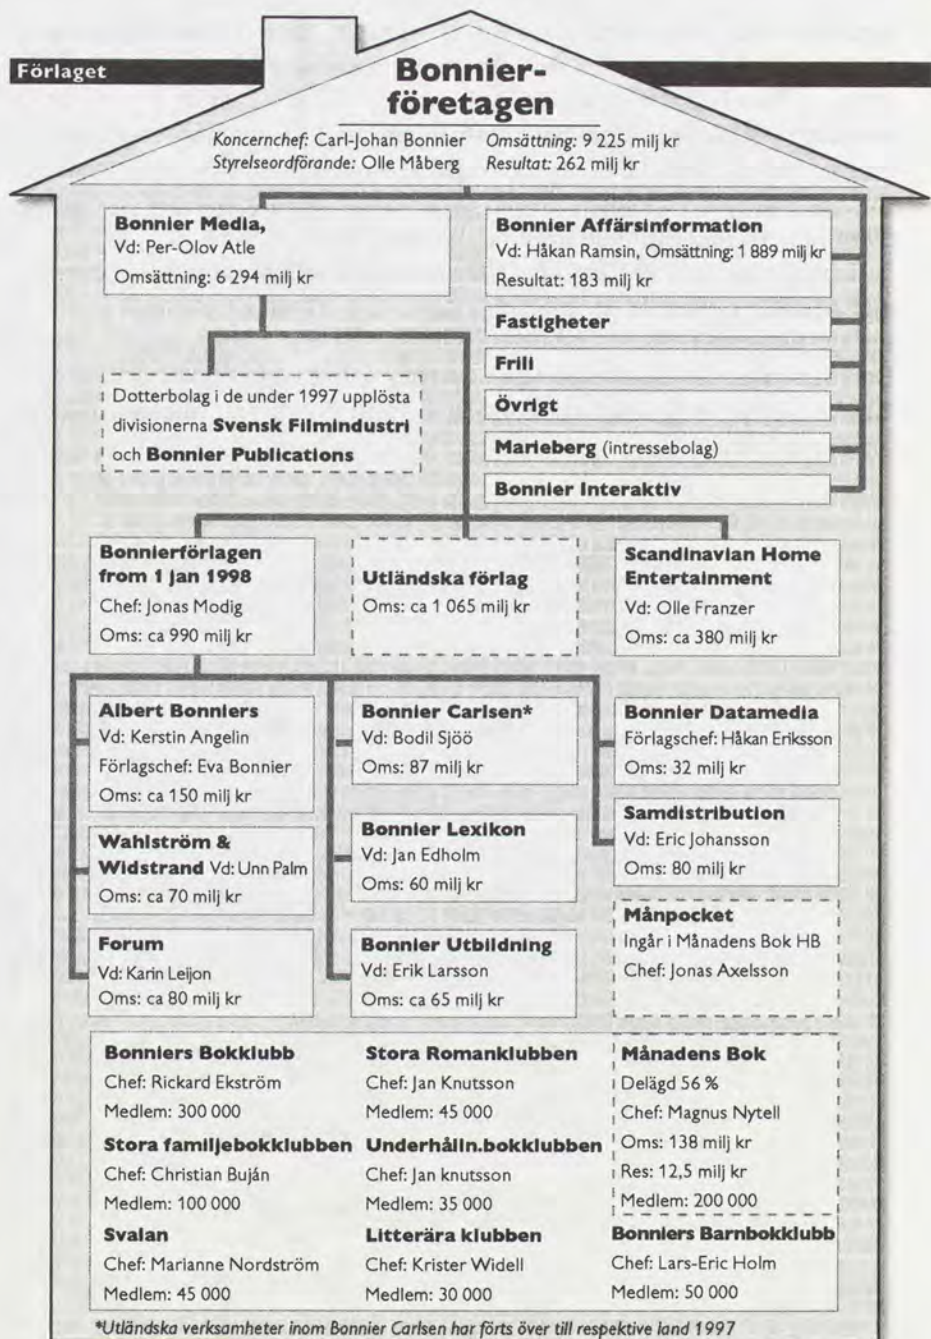 Förlaget
Bonnier-
företagen
Koncernchef: Carl-Johan Bonnier Omsättning: 9 225 milj kr
Styrelseordförande: Olle Måberg Resultat: 262 milj kr
Bonnier Media,
Vd: Per-Olov Atle
Omsättning: 6 294 milj kr
Bonnier Affärsinformation
Vd: Håkan Ramsin, Omsättning: 1 889 milj kr
Resultat: 183 milj kr
Fastigheter
Frili
Övrigt
Marieberg (intressebolag)
Bonnier Interaktiv
Dotterbolag i de under 1997 upplösta
divisionerna Svensk Filmindustri
och Bonnier Publications
Bonnierförlagen
from 1 jan 1998
Chef: Jonas Modig
Oms: ca 990 milj kr
Utländska förlag
Oms: ca 1 065 milj kr
Scandinavian Home
Entertainment
Vd: Olle Franzer
Oms: ca 380 milj kr
Albert Bonniers
Vd: Kerstin Angelin
Förlagschef: Eva Bonnier
Oms: ca 150 milj kr
Wahlström &
Widstrand Vd: Unn Palm
Oms: ca 70 milj kr
Forum
Vd: Karin Leijon
Oms: ca 80 milj kr
Bonnier Carlsen*
Vd: Bodil Sjöö
Oms: 87 milj kr
Bonnier Lexikon
Vd: Jan Edholm
Oms: 60 milj kr
Bonnier Utbildning
Vd: Erik Larsson
Oms: ca 65 milj kr
Bonnier Datamedia
Förlagschef: Håkan Eriksson
Oms: 32 milj kr
Samdistribution
Vd: Eric Johansson
Oms: 80 milj kr
Månpocket
Ingår i Månadens Bok HB
Chef: Jonas Axelsson
Bonniers Bokklubb
Chef: Rickard Ekström
Medlem: 300 000
Stora familjebokklubben
Chef: Christian Buján
Medlem: 100 000
Svalan
Chef: Marianne Nordström
Medlem: 45 000
Stora Romanklubben
Chef: Jan Knutsson
Medlem: 45 000
Underhålln.bokklubben
Chef: Jan knutsson
Medlem: 35 000
Litterära klubben
Chef: Krister Widell
Medlem: 30 000
Månadens Bok
Delägd 56 %
Chef: Magnus Nytell
Oms: 138 milj kr
Res: 12,5 milj kr
Medlem: 200 000
Bonniers Barnbokklubb
Chef: Lars-Eric Holm
Medlem: 50 000
*Utländska verksamheter inom Bonnier Carlsen har förts över till respektive land 1997